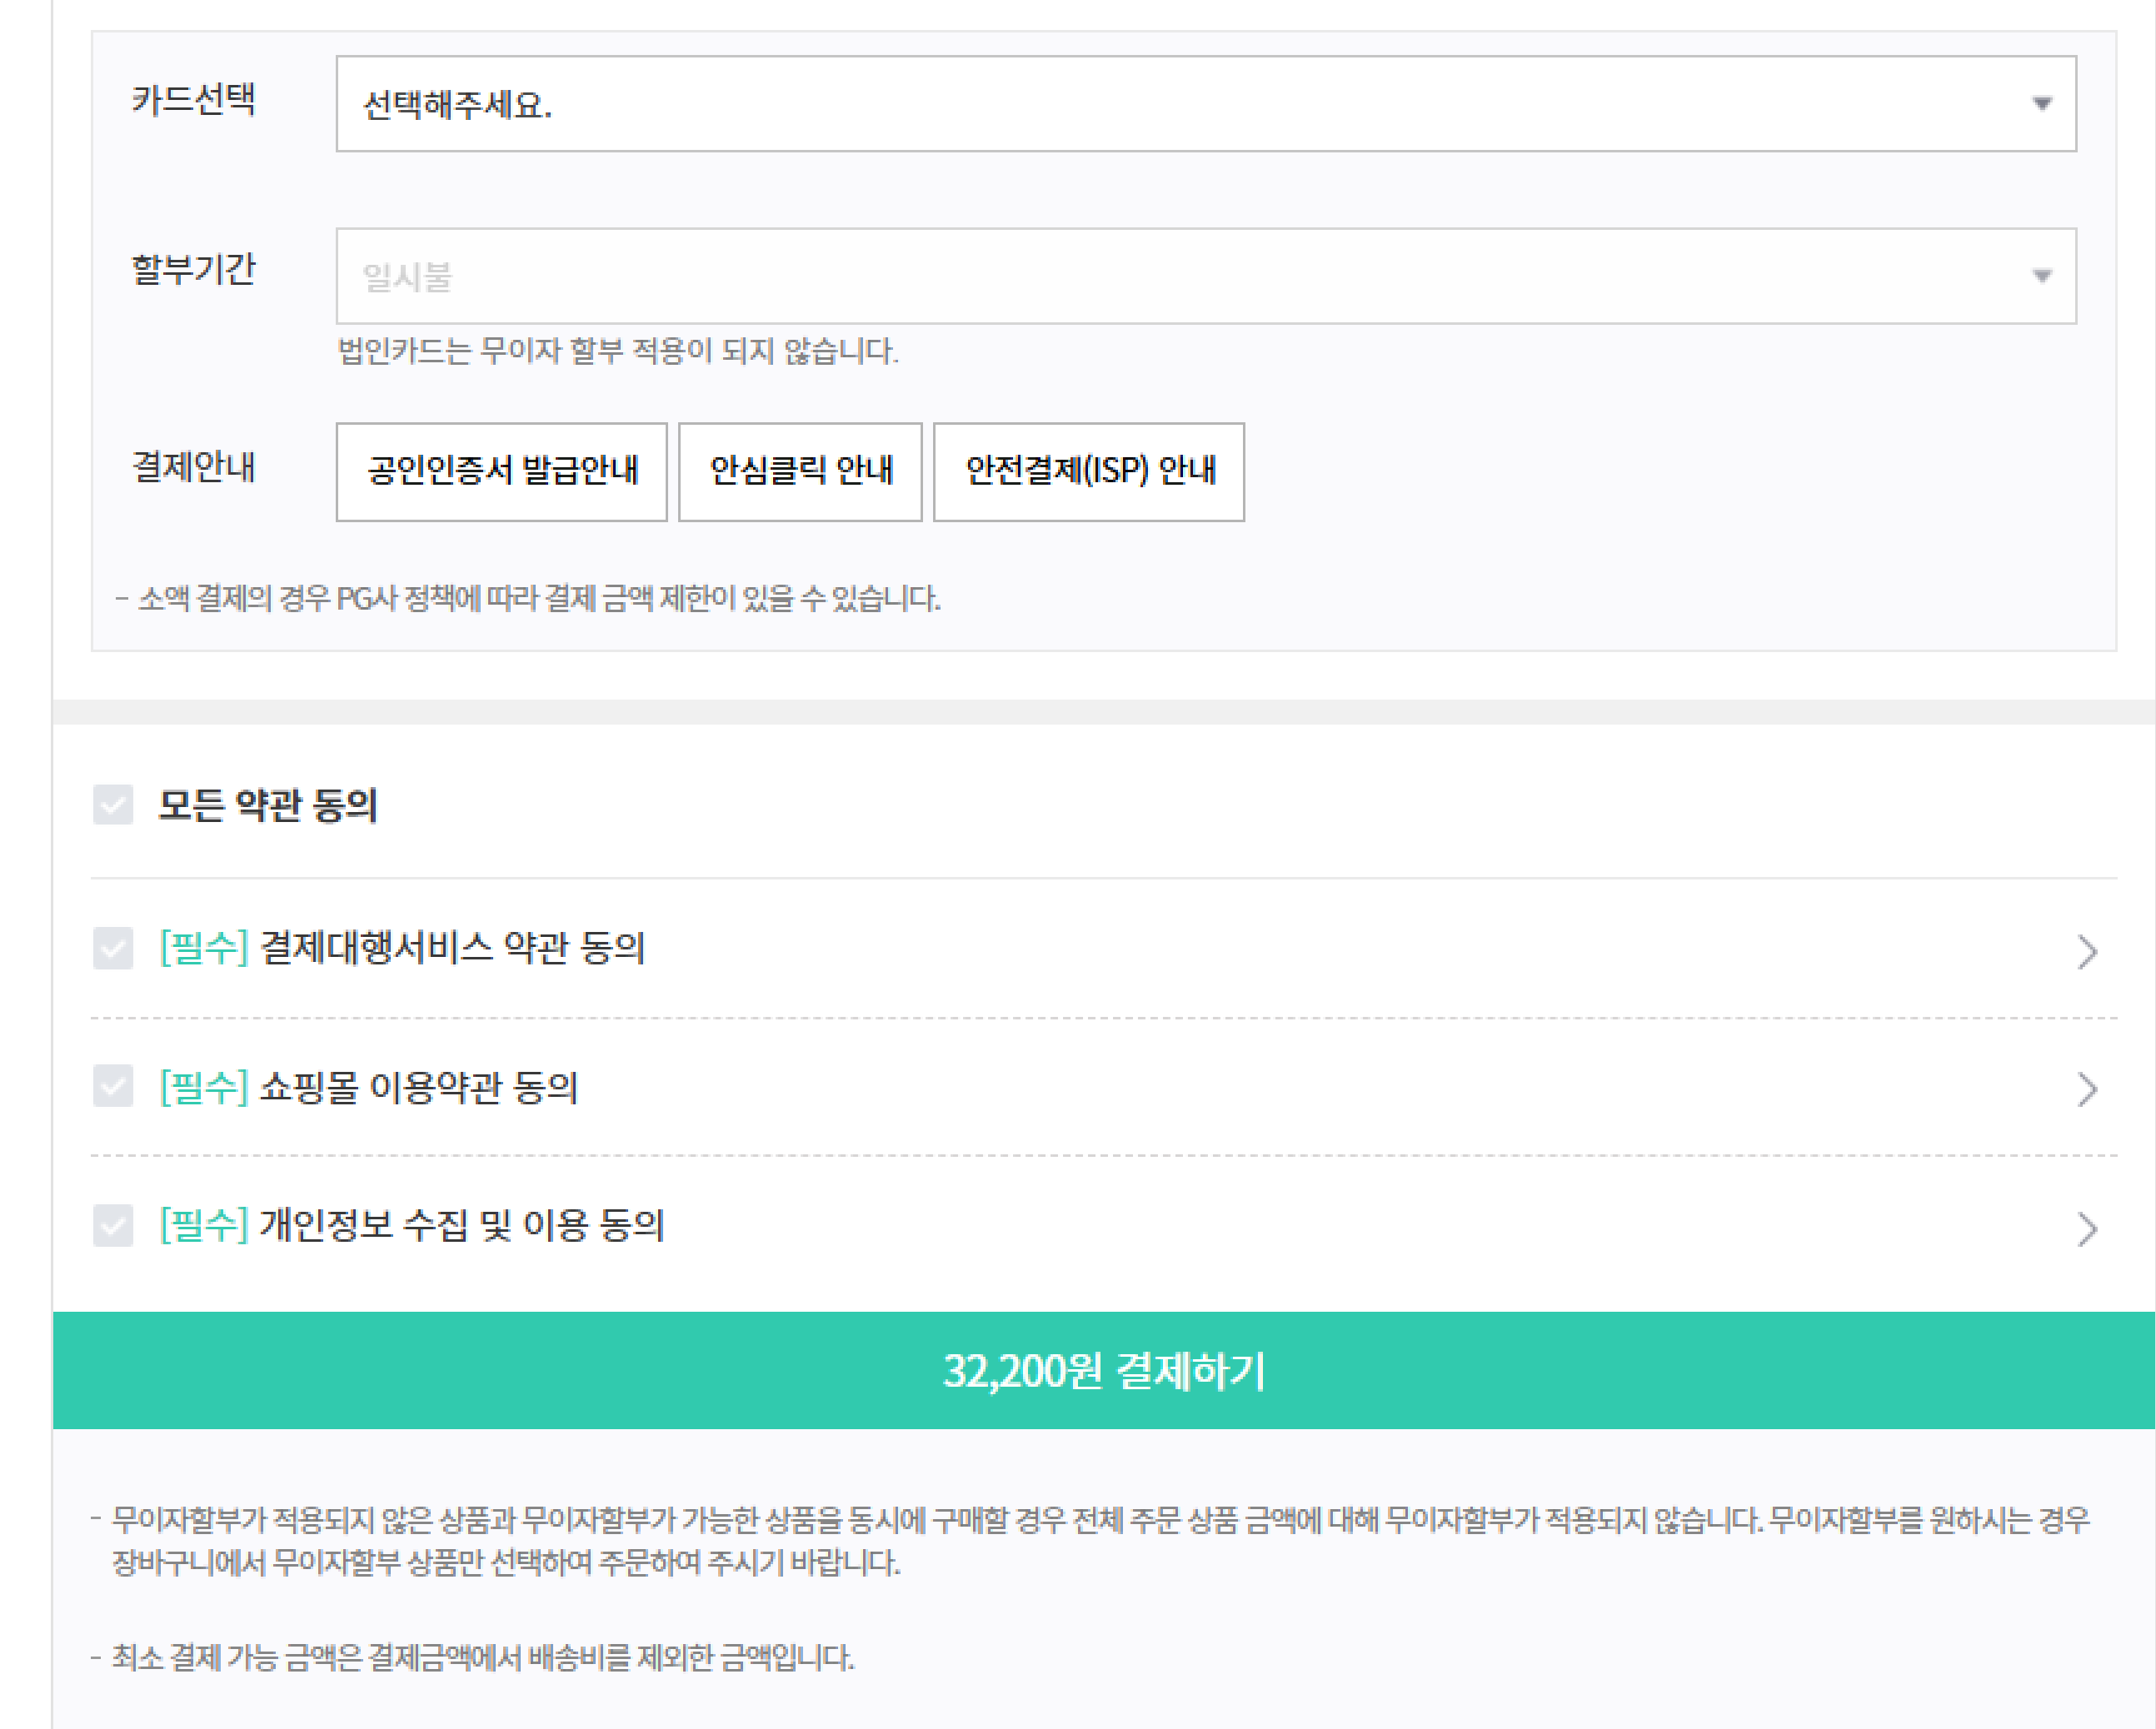 카드선택
선택해주세요.
할부기간
일시불
법인카드는 무이자 할부 적용이 되지 않습니다.
결제안내
공인인증서 발급안내 안심클릭 안내 안전결제(ISP) 안내
- 소액 결제의 경우 PG사 정책에 따라 결제 금액 제한이 있을 수 있습니다.
모든 약관 동의
[필수] 결제대행서비스 약관 동의
[필수] 쇼핑몰 이용약관 동의
[필수] 개인정보 수집 및 이용 동의
32,200원 결제하기
- 무이자할부가 적용되지 않은 상품과 무이자할부가 가능한 상품을 동시에 구매할 경우 전체 주문 상품 금액에 대해 무이자할부가 적용되지 않습니다. 무이자할부를 원하시는 경우
장바구니에서 무이자할부 상품만 선택하여 주문하여 주시기 바랍니다.
- 최소 결제 가능 금액은 결제금액에서 배송비를 제외한 금액입니다.